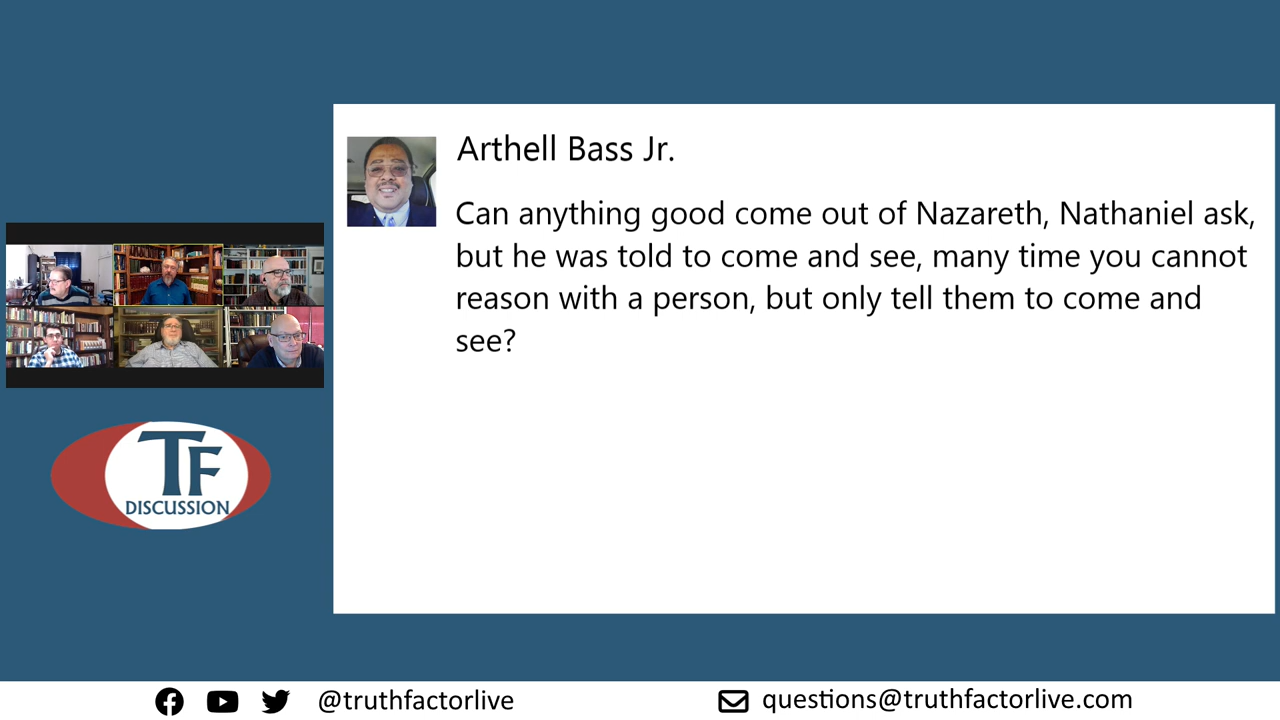 Arthell Bass Jr.
Can anything good come out of Nazareth, Nathaniel ask,
but he was told to come and see, many time you cannot
reason with a person, but only tell them to come and
see?
TF
DISCUSSION
@truthfactorlive
questions@truthfactorlive.com